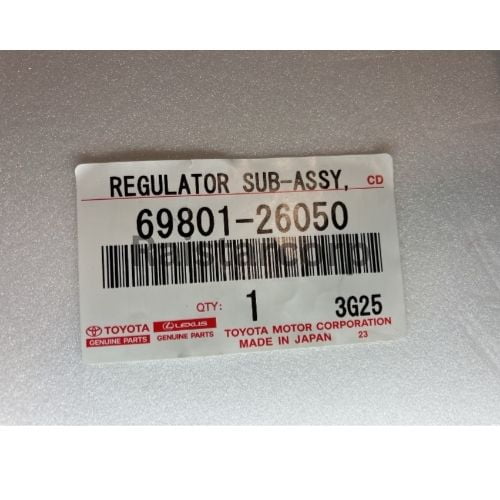 REGULATOR SUB-ASSY, CD
69801-26050
Raistarcorp
QTY: 1 3G25
TOYOTA LEXUS TOYOTA MOTOR CORPORATION
GENUINE PARTS GENUINE PARTS MADE IN JAPAN 23